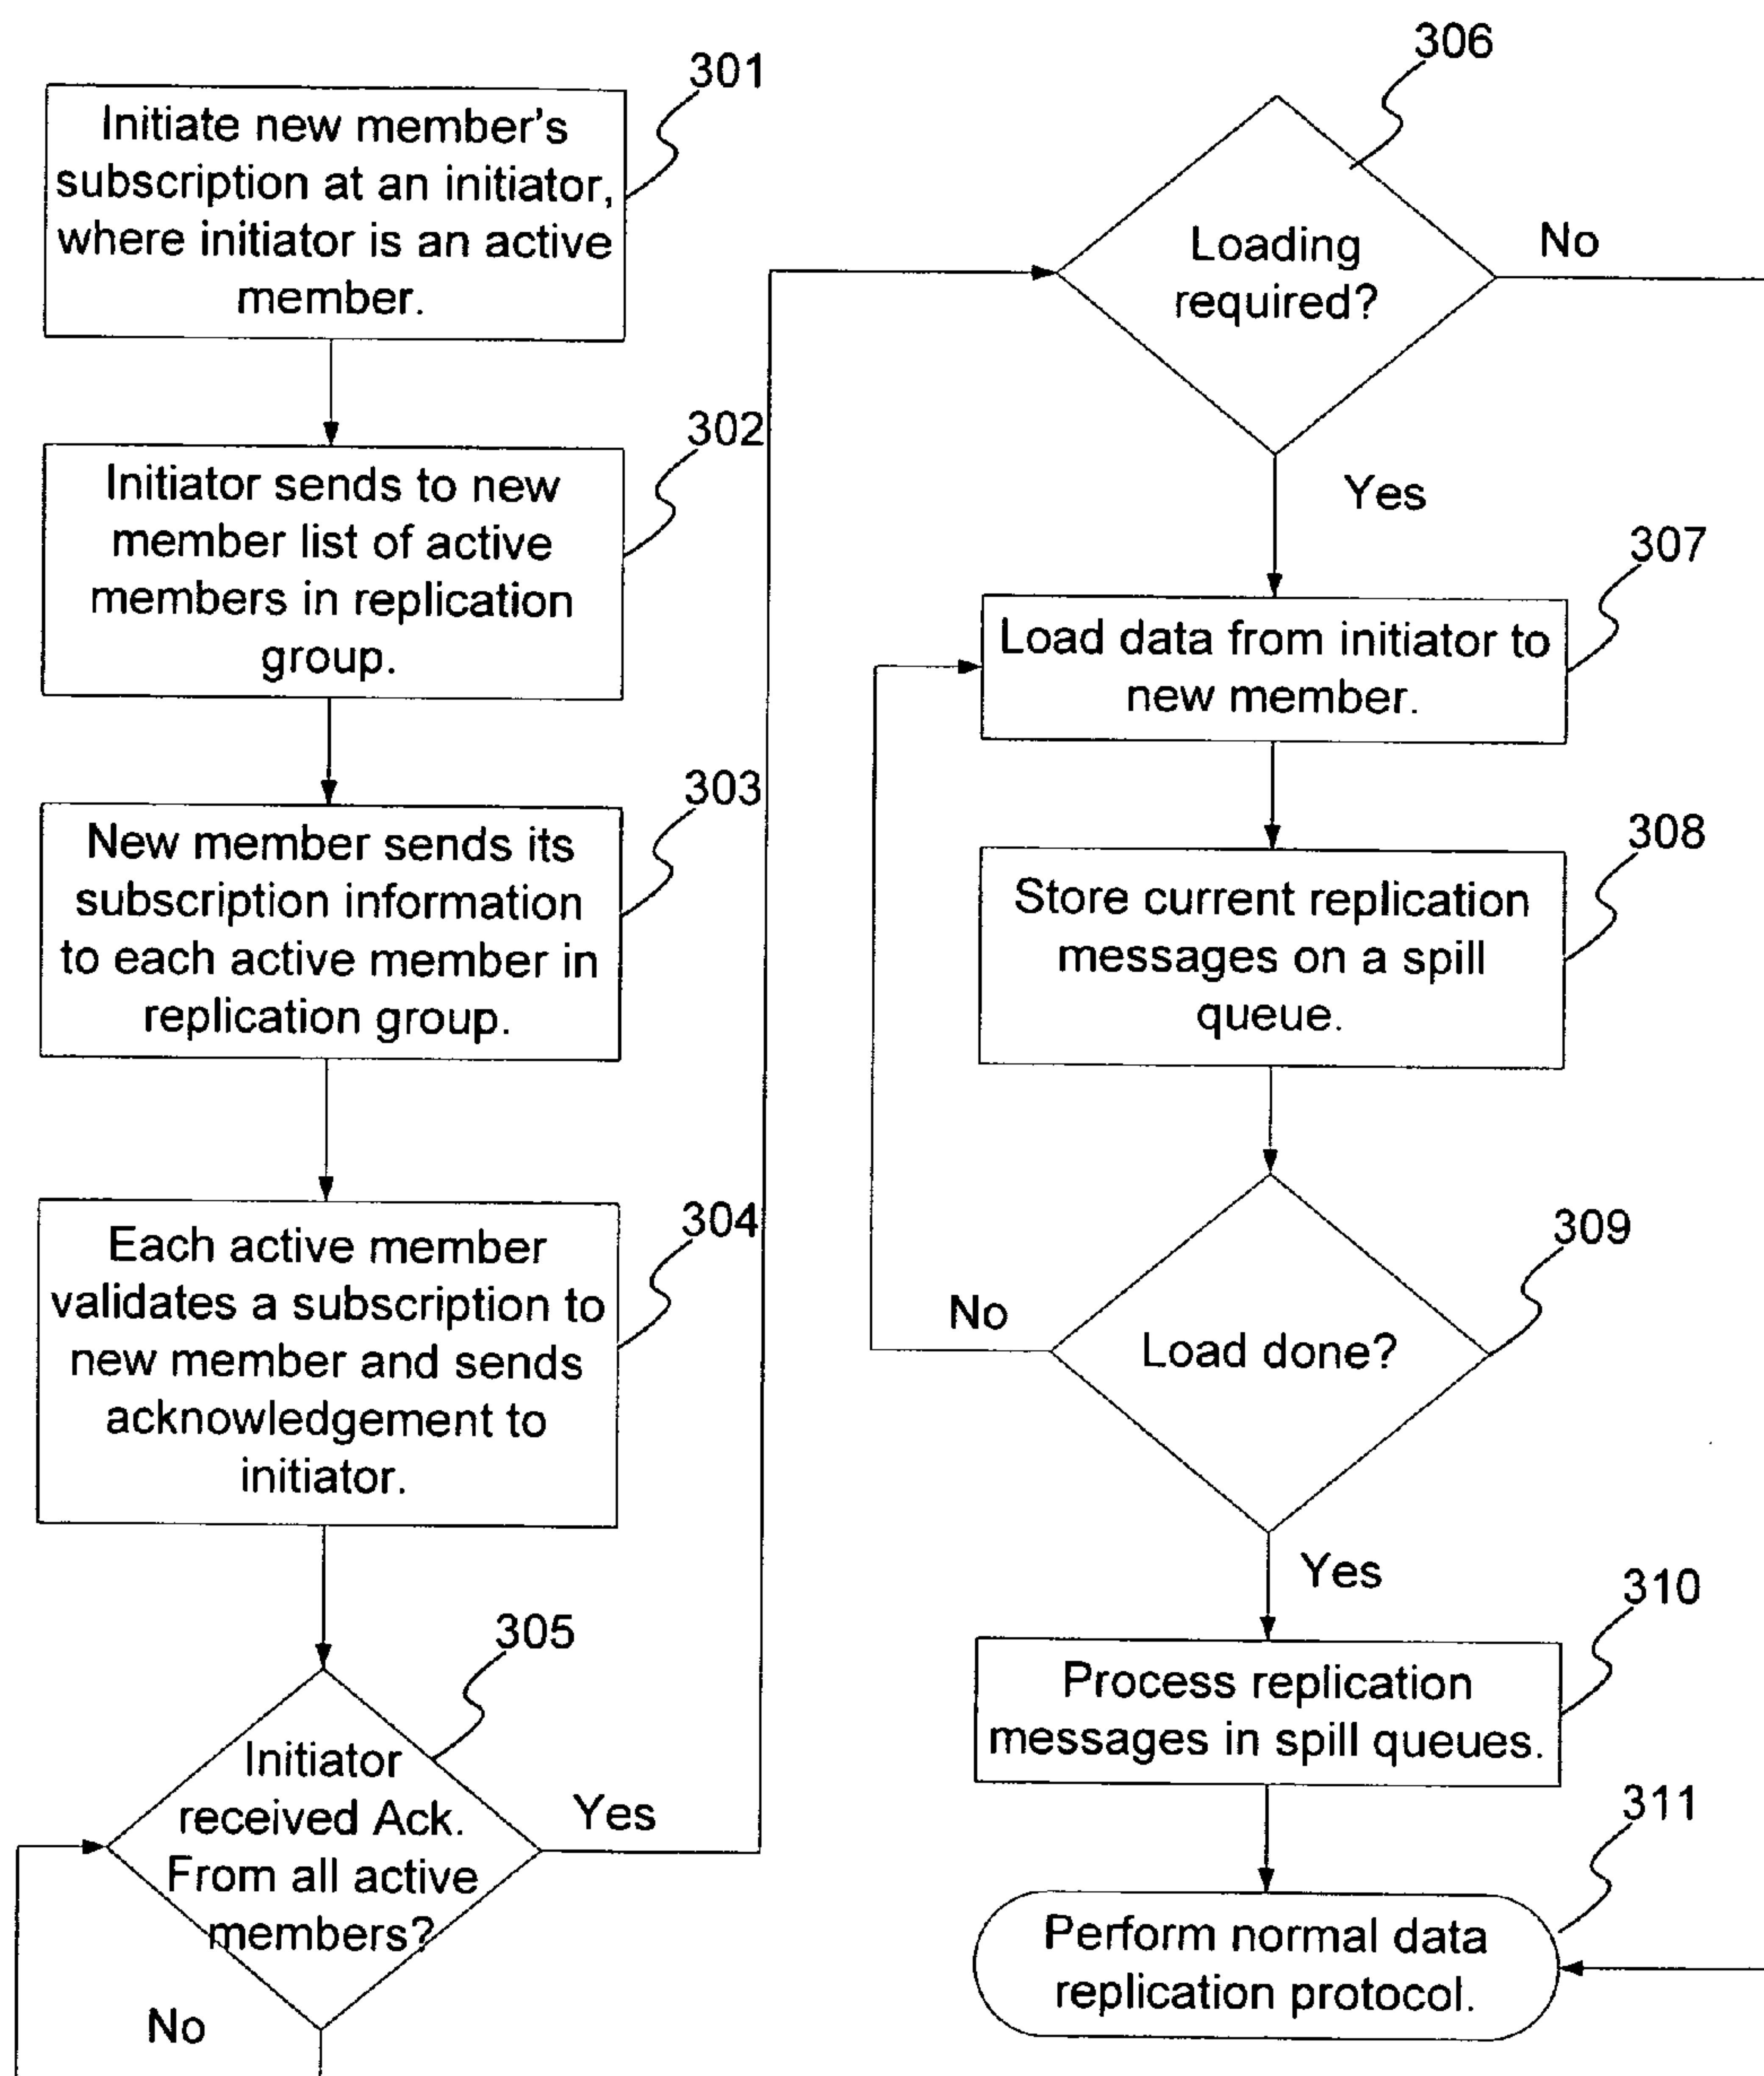 301
Initiate new member's
subscription at an initiator,
where initiator is an active
member.
302
Initiator sends to new
member list of active
members in replication
group.
303
New member sends its
subscription information
to each active member in
replication group.
304
Each active member
validates a subscription to
new member and sends
acknowledgement to
initiator.
305
Initiator
received Ack.
From all active
members?
Yes
No
306
Loading
required?
No
Yes
307
Load data from initiator to
new member.
308
Store current replication
messages on a spill
queue.
309
Load done?
No
Yes
310
Process replication
messages in spill queues.
311
Perform normal data
replication protocol.